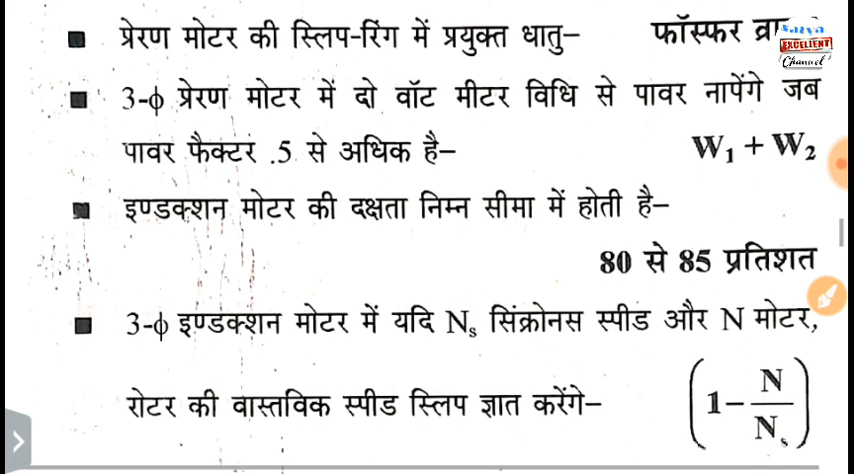 ■ प्रेरण मोटर की स्लिप-रिंग में प्रयुक्त धातु– फॉस्फर
EXCELLENT
Channel
■ 3-ϕ प्रेरण मोटर में दो वॉट मीटर विधि से पावर नापेंगे जब
पावर फैक्टर .5 से अधिक है– W₁ + W₂
■ इण्डक्शन मोटर की दक्षता निम्न सीमा में होती है–
80 से 85 प्रतिशत
■ 3-ϕ इण्डक्शन मोटर में यदि Nₛ सिंक्रोनस स्पीड और N मोटर,
रोटर की वास्तविक स्पीड स्लिप ज्ञात करेंगे– (1 − N/Nₛ)